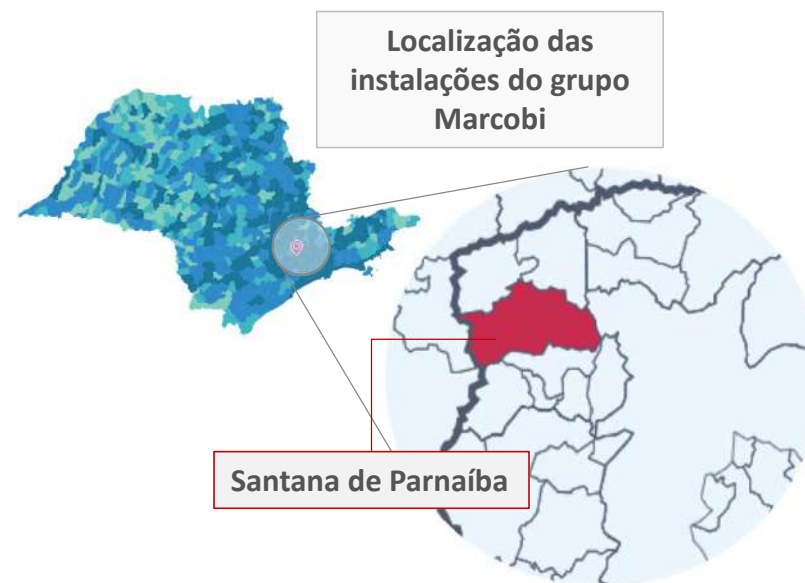 Localização das
instalações do grupo
Marcobi
Santana de Parnaíba